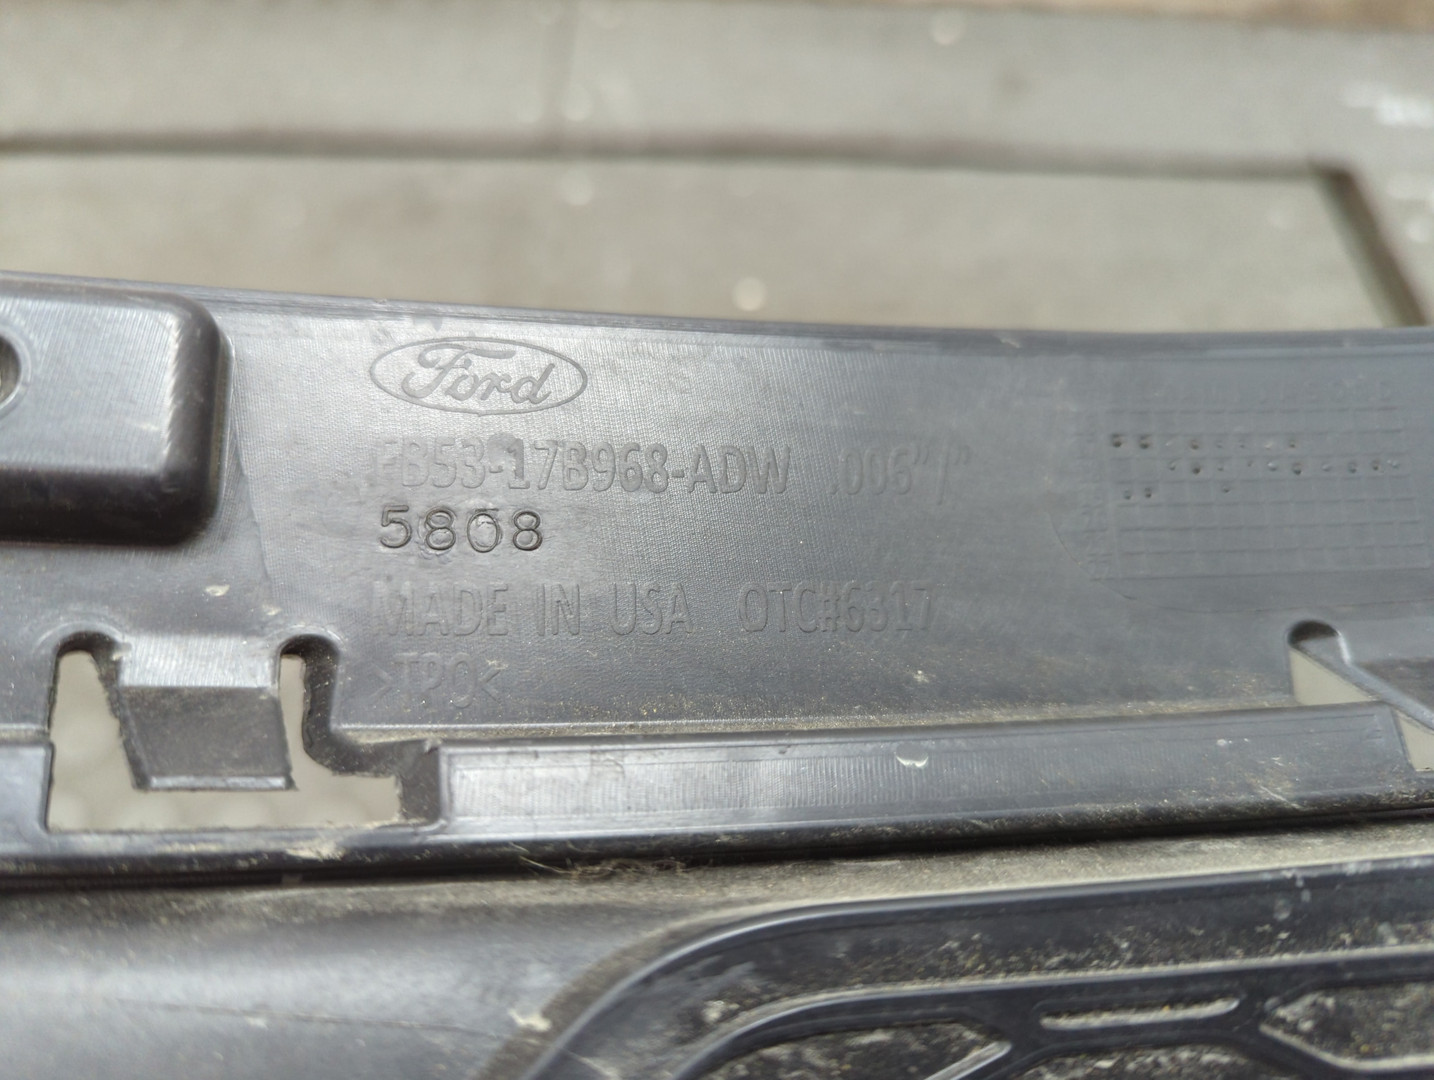 Ford
FB53-17B968-ADW .006"/"
5808
MADE IN USA OTC#6317
>TPO<